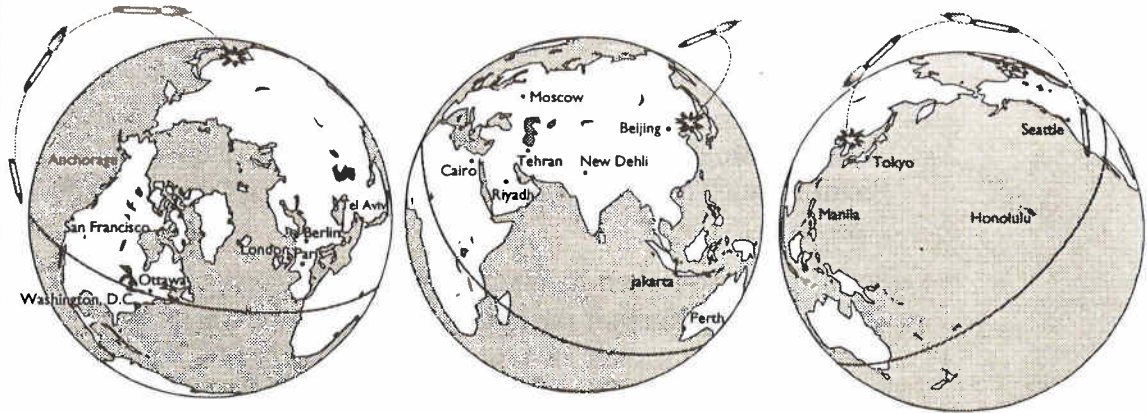 Anchorage
San Francisco
Ottawa
Washington, D.C.
London
Paris
Berlin
Tel Aviv
Moscow
Beijing
Cairo
Tehran
New Dehli
Riyadh
jakarta
Perth
Seattle
Tokyo
Manila
Honolulu